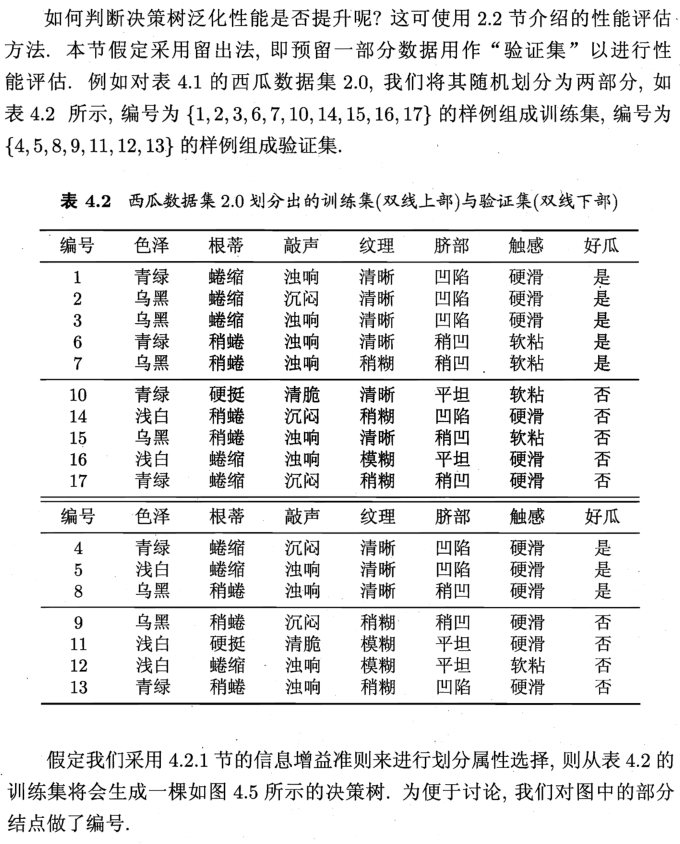 如何判断决策树泛化性能是否提升呢? 这可使用 2.2 节介绍的性能评估
方法. 本节假定采用留出法, 即预留一部分数据用作“验证集”以进行性
能评估. 例如对表 4.1 的西瓜数据集 2.0, 我们将其随机划分为两部分, 如
表 4.2 所示, 编号为 {1,2,3,6,7,10,14,15,16,17} 的样例组成训练集, 编号为
{4,5,8,9,11,12,13} 的样例组成验证集.
表 4.2 西瓜数据集 2.0 划分出的训练集(双线上部)与验证集(双线下部)
编号 色泽 根蒂 敲声 纹理 脐部 触感 好瓜
1 青绿 蜷缩 浊响 清晰 凹陷 硬滑 是
2 乌黑 蜷缩 沉闷 清晰 凹陷 硬滑 是
3 乌黑 蜷缩 浊响 清晰 凹陷 硬滑 是
6 青绿 稍蜷 浊响 清晰 稍凹 软粘 是
7 乌黑 稍蜷 浊响 稍糊 稍凹 软粘 是
10 青绿 硬挺 清脆 清晰 平坦 软粘 否
14 浅白 稍蜷 沉闷 稍糊 凹陷 硬滑 否
15 乌黑 稍蜷 浊响 清晰 稍凹 软粘 否
16 浅白 蜷缩 浊响 模糊 平坦 硬滑 否
17 青绿 蜷缩 沉闷 稍糊 稍凹 硬滑 否
编号 色泽 根蒂 敲声 纹理 脐部 触感 好瓜
4 青绿 蜷缩 沉闷 清晰 凹陷 硬滑 是
5 浅白 蜷缩 浊响 清晰 凹陷 硬滑 是
8 乌黑 稍蜷 浊响 清晰 稍凹 硬滑 是
9 乌黑 稍蜷 沉闷 稍糊 稍凹 硬滑 否
11 浅白 硬挺 清脆 模糊 平坦 硬滑 否
12 浅白 蜷缩 浊响 模糊 平坦 软粘 否
13 青绿 稍蜷 浊响 稍糊 凹陷 硬滑 否
假定我们采用 4.2.1 节的信息增益准则来进行划分属性选择, 则从表 4.2 的
训练集将会生成一棵如图 4.5 所示的决策树. 为便于讨论, 我们对图中的部分
结点做了编号.